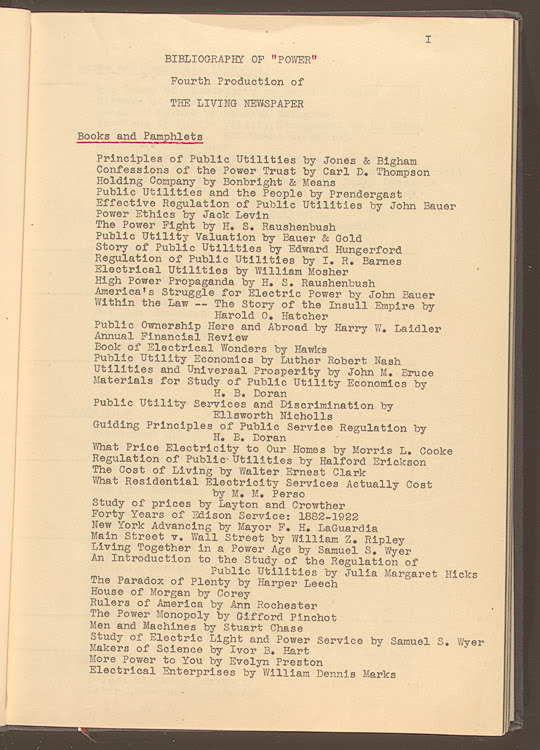 I
BIBLIOGRAPHY OF "POWER"
Fourth Production of
THE LIVING NEWSPAPER
Books and Pamphlets
Principles of Public Utilities by Jones & Bigham
Confessions of the Power Trust by Carl D. Thompson
Holding Company by Bonbright & Means
Public Utilities and the People by Prendergast
Effective Regulation of Public Utilities by John Bauer
Power Ethics by Jack Levin
The Power Fight by H. S. Raushenbush
Public Utility Valuation by Bauer & Gold
Story of Public Utilities by Edward Hungerford
Regulation of Public Utilities by I. R. Barnes
Electrical Utilities by William Mosher
High Power Propaganda by H. S. Raushenbush
America's Struggle for Electric Power by John Bauer
Within the Law -- The Story of the Insull Empire by
Harold O. Hatcher
Public Ownership Here and Abroad by Harry W. Laidler
Annual Financial Review
Book of Electrical Wonders by Hawks
Public Utility Economics by Luther Robert Nash
Utilities and Universal Prosperity by John M. Bruce
Materials for Study of Public Utility Economics by
H. B. Doran
Public Utility Services and Discrimination by
Ellsworth Nicholls
Guiding Principles of Public Service Regulation by
H. B. Doran
What Price Electricity to Our Homes by Morris L. Cooke
Regulation of Public Utilities by Halford Erickson
The Cost of Living by Walter Ernest Clark
What Residential Electricity Services Actually Cost
by M. M. Perso
Study of prices by Layton and Crowther
Forty Years of Edison Service: 1882-1922
New York Advancing by Mayor F. H. LaGuardia
Main Street v. Wall Street by William Z. Ripley
Living Together in a Power Age by Samuel S. Wyer
An Introduction to the Study of the Regulation of
Public Utilities by Julia Margaret Hicks
The Paradox of Plenty by Harper Leech
House of Morgan by Corey
Rulers of America by Ann Rochester
The Power Monopoly by Gifford Pinchot
Men and Machines by Stuart Chase
Study of Electric Light and Power Service by Samuel S. Wyer
Makers of Science by Ivor B. Hart
More Power to You by Evelyn Preston
Electrical Enterprises by William Dennis Marks